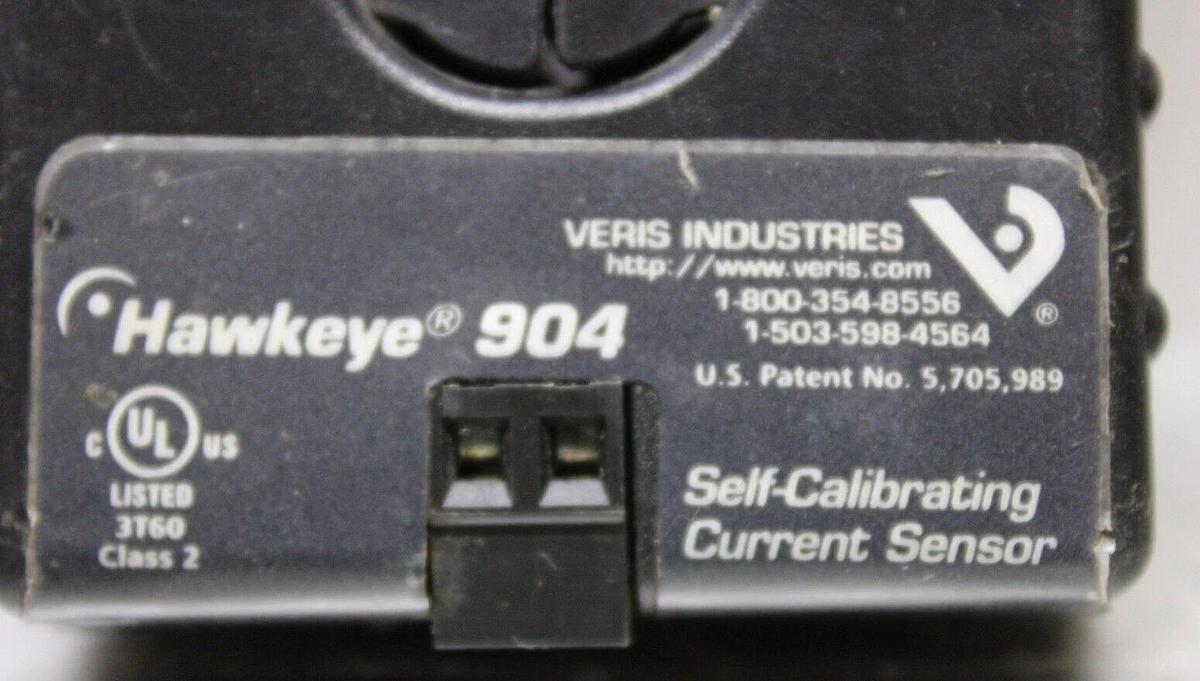 VERIS INDUSTRIES
http://www.veris.com
1-800-354-8556
1-503-598-4564
®
U.S. Patent No. 5,705,989
Hawkeye® 904
C UL US
LISTED
3T60
Class 2
Self-Calibrating
Current Sensor